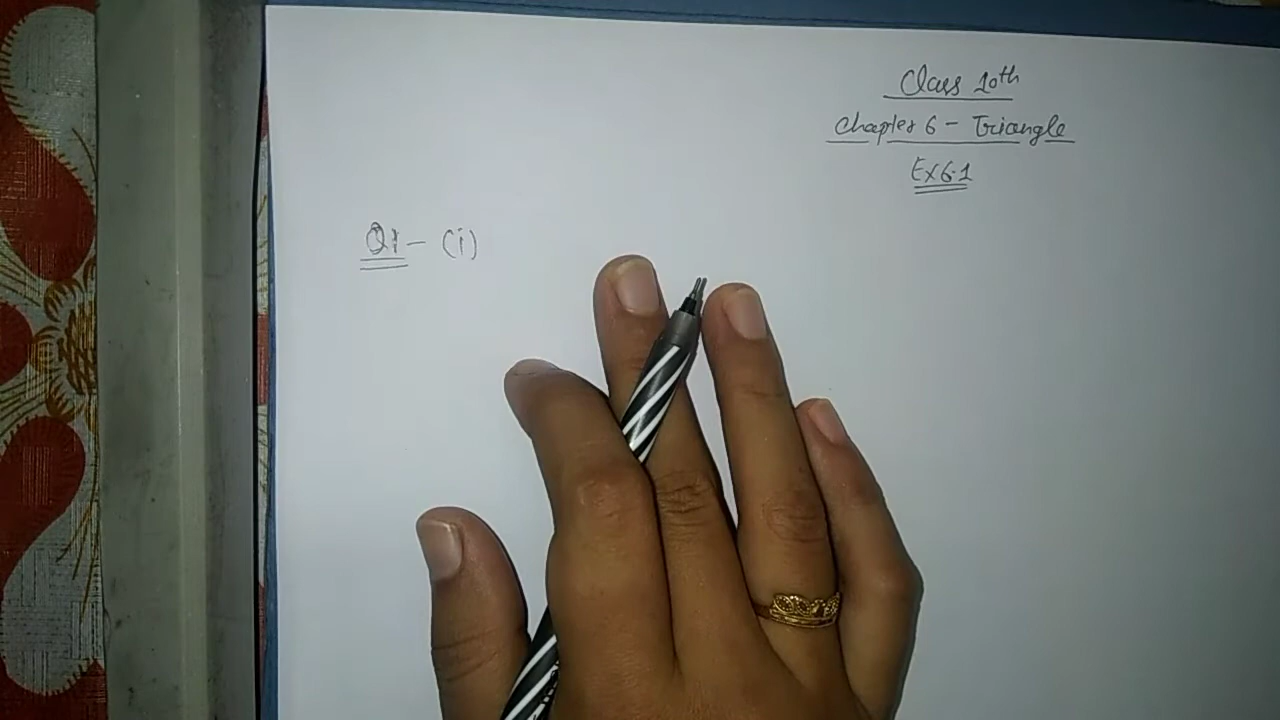 Class 10th
Chapter 6 - Triangle
Ex 6.1
Q1 - (i)